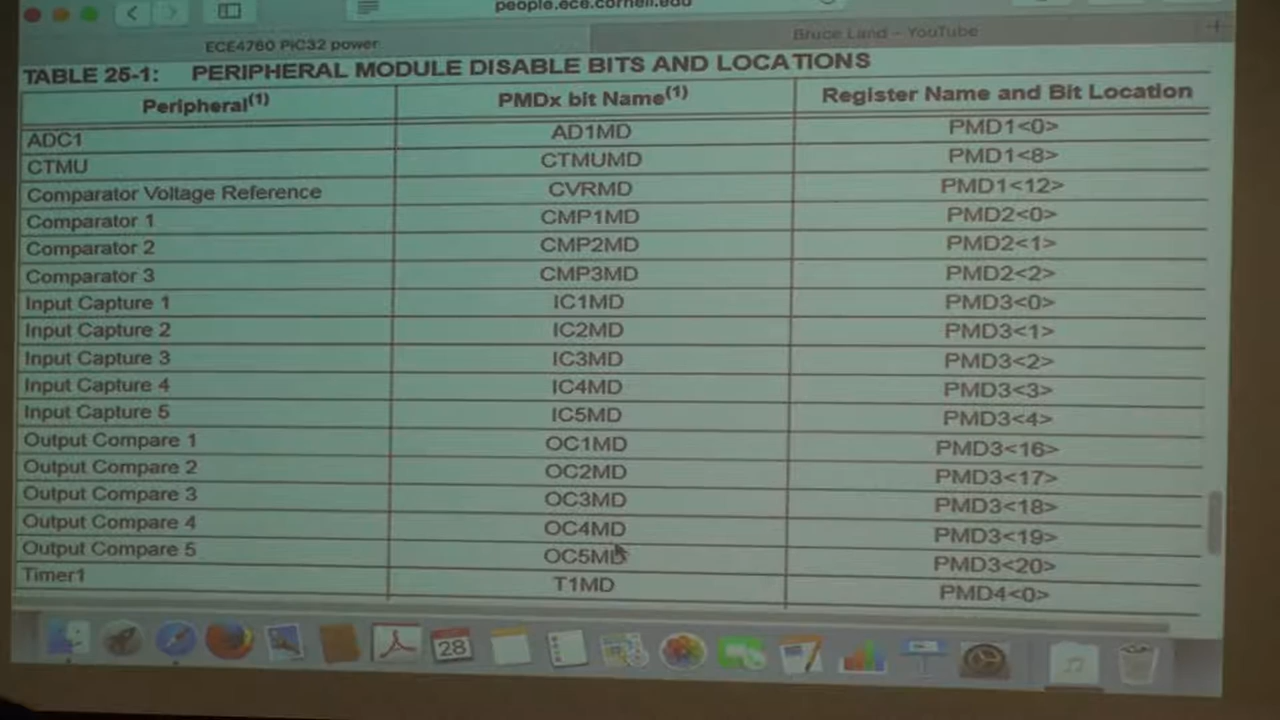 people.ece.cornell.edu
ECE4760 PIC32 power
Bruce Land – YouTube
TABLE 25-1: PERIPHERAL MODULE DISABLE BITS AND LOCATIONS
Peripheral(1) PMDx bit Name(1) Register Name and Bit Location
ADC1 AD1MD PMD1<0>
CTMU CTMUMD PMD1<8>
Comparator Voltage Reference CVRMD PMD1<12>
Comparator 1 CMP1MD PMD2<0>
Comparator 2 CMP2MD PMD2<1>
Comparator 3 CMP3MD PMD2<2>
Input Capture 1 IC1MD PMD3<0>
Input Capture 2 IC2MD PMD3<1>
Input Capture 3 IC3MD PMD3<2>
Input Capture 4 IC4MD PMD3<3>
Input Capture 5 IC5MD PMD3<4>
Output Compare 1 OC1MD PMD3<16>
Output Compare 2 OC2MD PMD3<17>
Output Compare 3 OC3MD PMD3<18>
Output Compare 4 OC4MD PMD3<19>
Output Compare 5 OC5MD PMD3<20>
Timer1 T1MD PMD4<0>
28